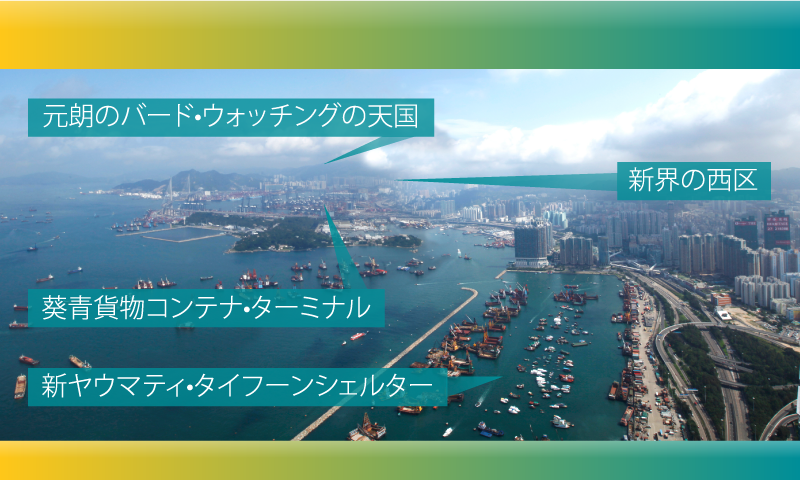 元朗のバード•ウォッチングの天国
新界の西区
葵青貨物コンテナ•ターミナル
新ヤウマティ•タイフーンシェルター